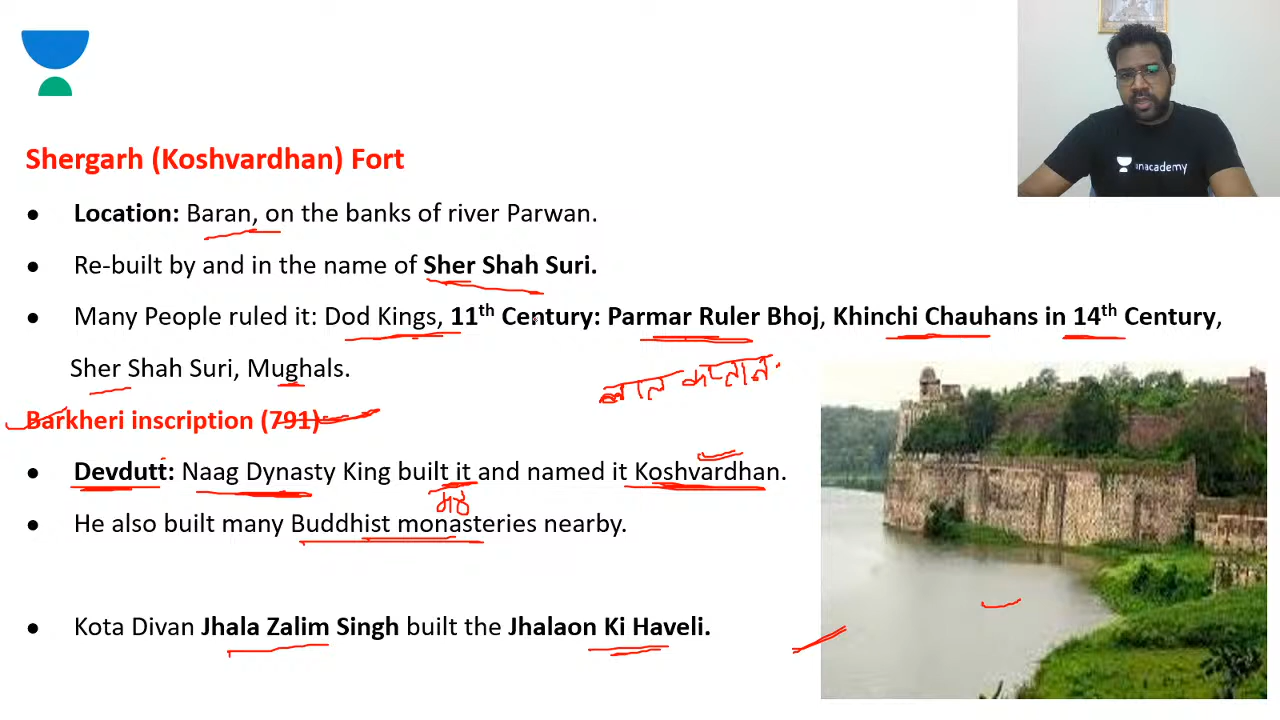 unacademy
Shergarh (Koshvardhan) Fort
● Location: Baran, on the banks of river Parwan.
● Re-built by and in the name of Sher Shah Suri.
● Many People ruled it: Dod Kings, 11th Century: Parmar Ruler Bhoj, Khinchi Chauhans in 14th Century,
Sher Shah Suri, Mughals.
Barkheri inscription (791)
● Devdutt: Naag Dynasty King built it and named it Koshvardhan.
मठ
● He also built many Buddhist monasteries nearby.
● Kota Divan Jhala Zalim Singh built the Jhalaon Ki Haveli.